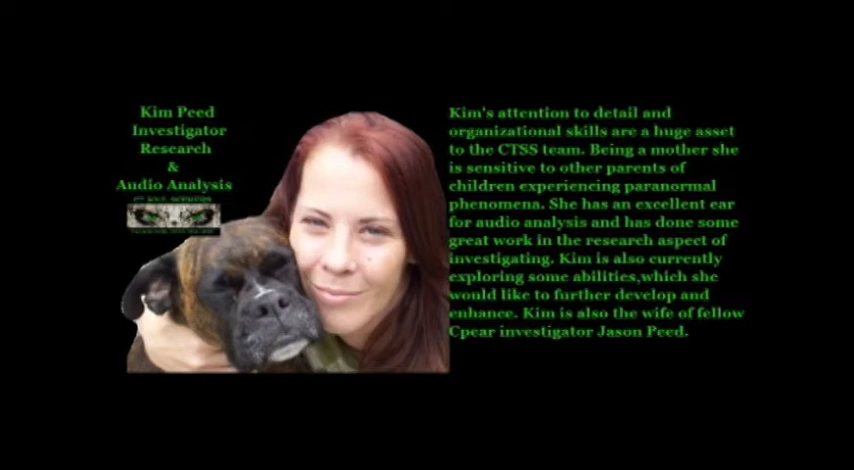 Kim Peed
Investigator
Research
&
Audio Analysis
Kim's attention to detail and
organizational skills are a huge asset
to the CTSS team. Being a mother she
is sensitive to other parents of
children experiencing paranormal
phenomena. She has an excellent ear
for audio analysis and has done some
great work in the research aspect of
investigating. Kim is also currently
exploring some abilities,which she
would like to further develop and
enhance. Kim is also the wife of fellow
Cpear investigator Jason Peed.